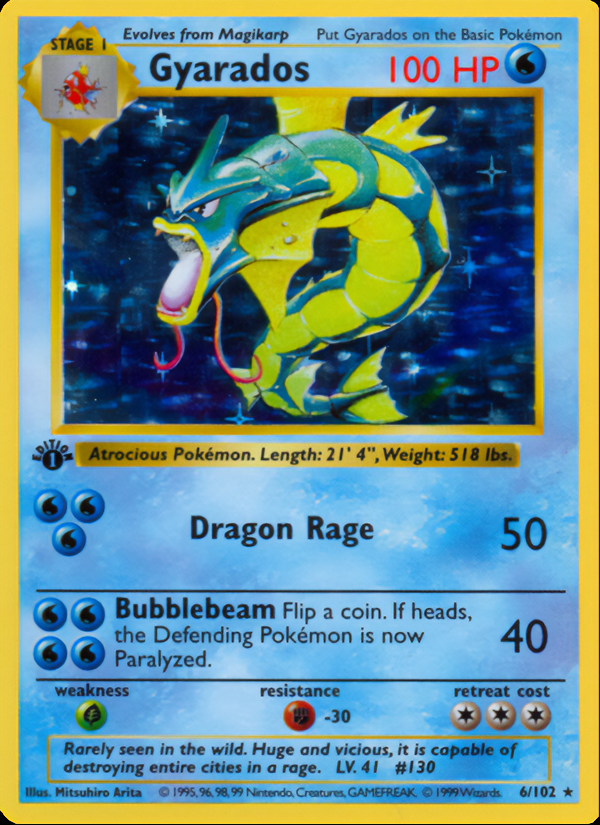 STAGE 1
Evolves from Magikarp
Put Gyarados on the Basic Pokémon
Gyarados
100 HP
EDITION
1
Atrocious Pokémon. Length: 21' 4", Weight: 518 lbs.
Dragon Rage
50
Bubblebeam Flip a coin. If heads,
the Defending Pokémon is now
Paralyzed.
40
weakness
resistance
retreat cost
-30
Rarely seen in the wild. Huge and vicious, it is capable of
destroying entire cities in a rage. LV. 41 #130
Illus. Mitsuhiro Arita
© 1995, 96, 98, 99 Nintendo, Creatures, GAMEFREAK. © 1999 Wizards.
6/102 ★